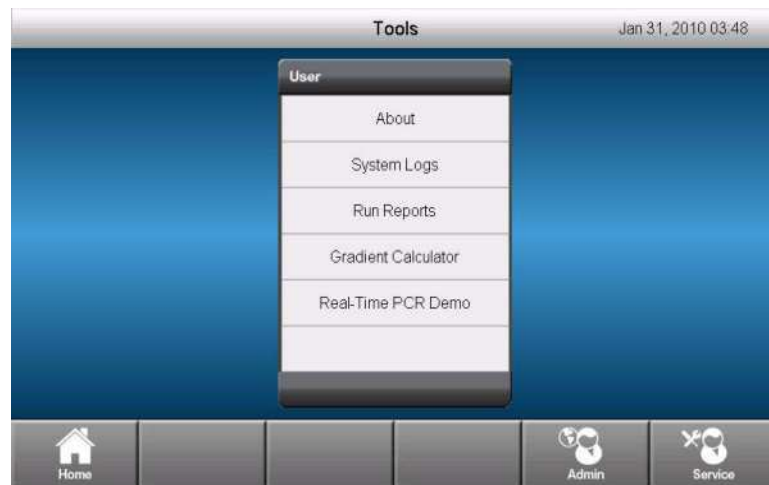 Tools
Jan 31, 2010 03:48
User
About
System Logs
Run Reports
Gradient Calculator
Real-Time PCR Demo
Home
Admin
Service